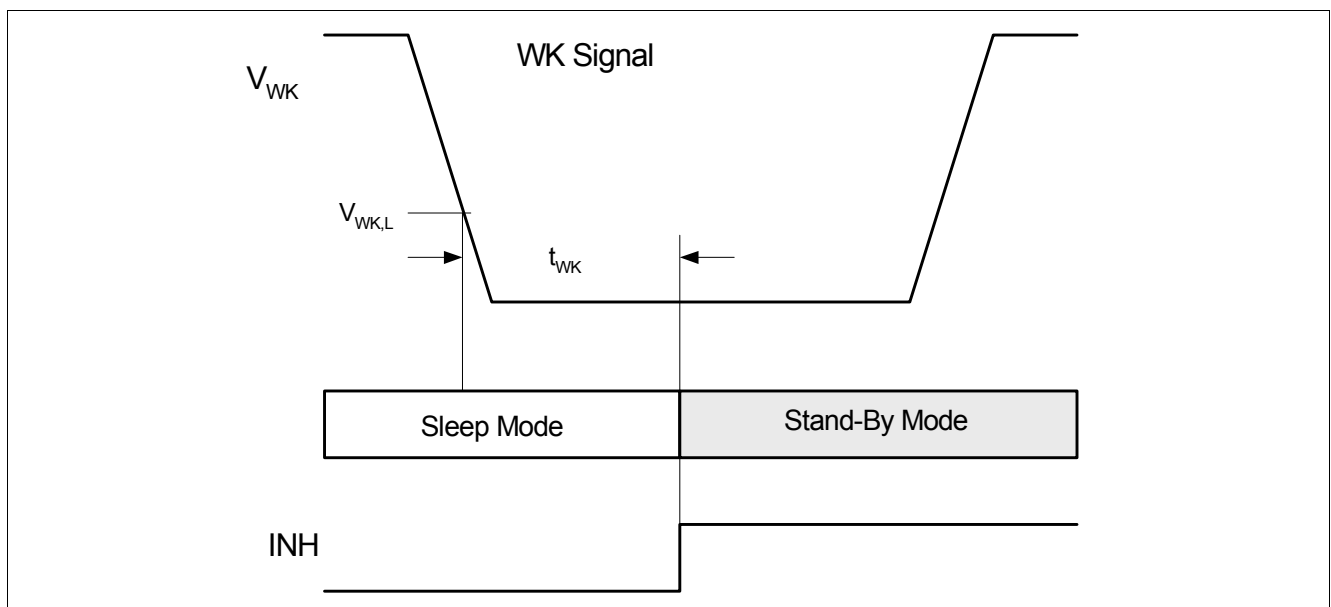 WK Signal
V_WK
V_WK,L
t_WK
Sleep Mode
Stand-By Mode
INH